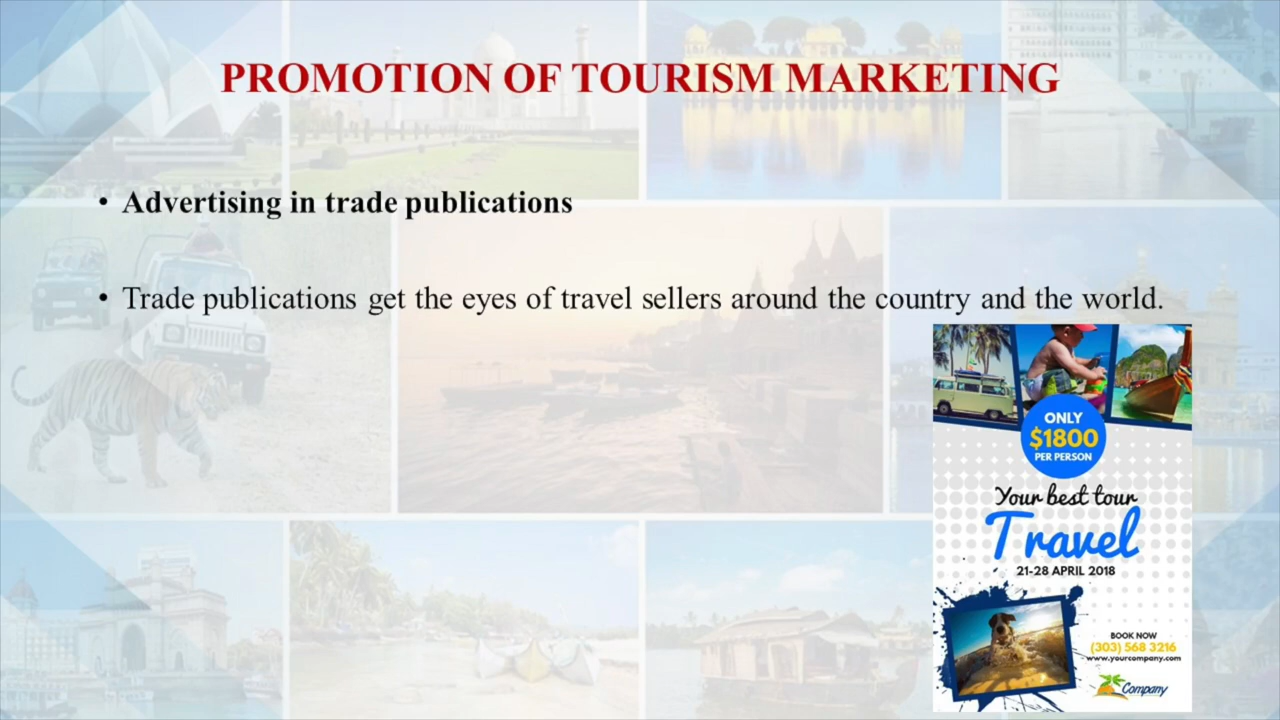 PROMOTION OF TOURISM MARKETING
• Advertising in trade publications
• Trade publications get the eyes of travel sellers around the country and the world.
ONLY
$1800
PER PERSON
Your best tour
Travel
21-28 APRIL 2018
BOOK NOW
(303) 568 3216
www.yourcompany.com
Company